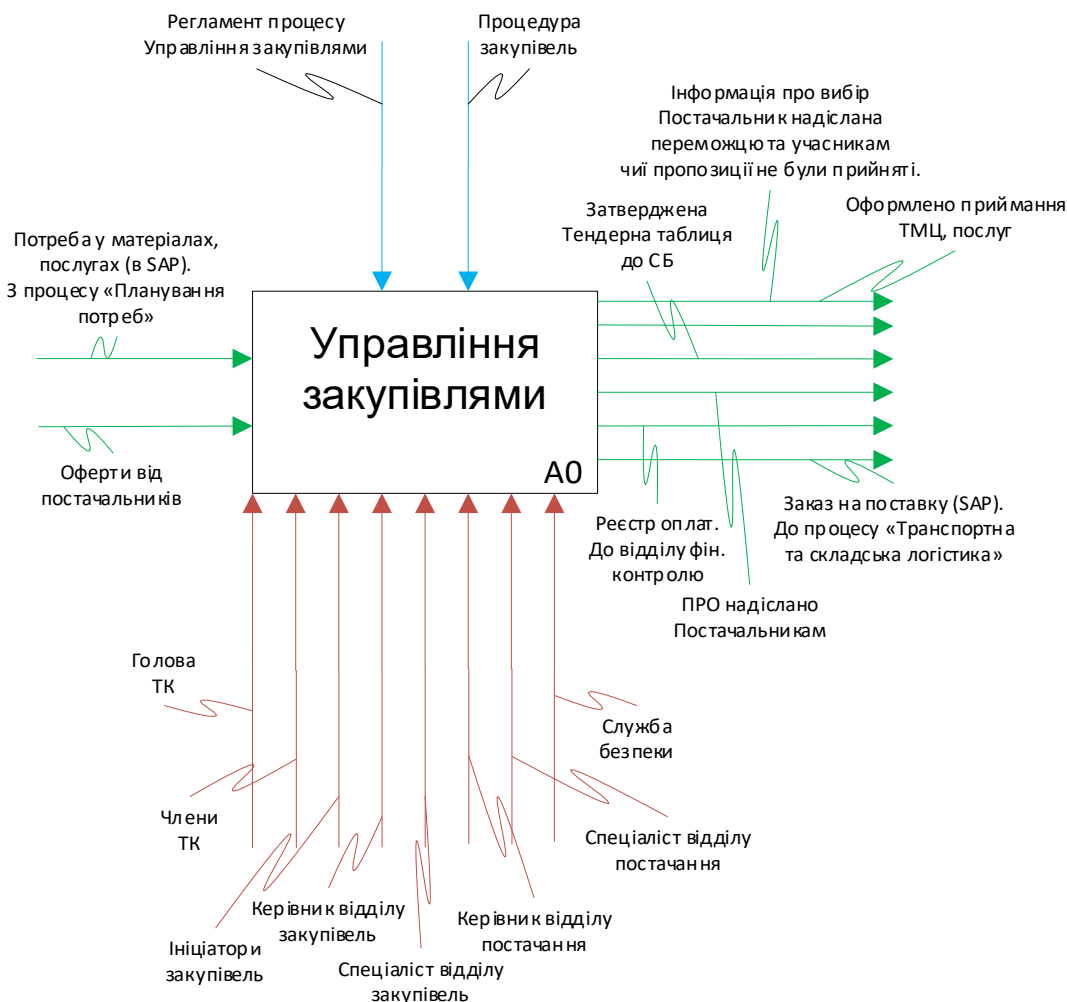 Регламент процесу
Управління закупівлями
Процедура
закупівель
Інформація про вибір
Постачальник надіслана
переможцю та учасникам
чиї пропозиції не були прийняті.
Оформлено приймання
ТМЦ, послуг
Затверджена
Тендерна таблиця
до СБ
Потреба у матеріалах,
послугах (в SAP).
З процесу «Планування
потреб»
Управління
закупівлями
A0
Оферти від
постачальників
Реєстр оплат.
До відділу фін.
контролю
Заказ на поставку (SAP).
До процесу «Транспортна
та складська логістика»
ПРО надіслано
Постачальникам
Голова
ТК
Служба
безпеки
Члени
ТК
Спеціаліст відділу
постачання
Керівник відділу
закупівель
Керівник відділу
постачання
Ініціатори
закупівель
Спеціаліст відділу
закупівель